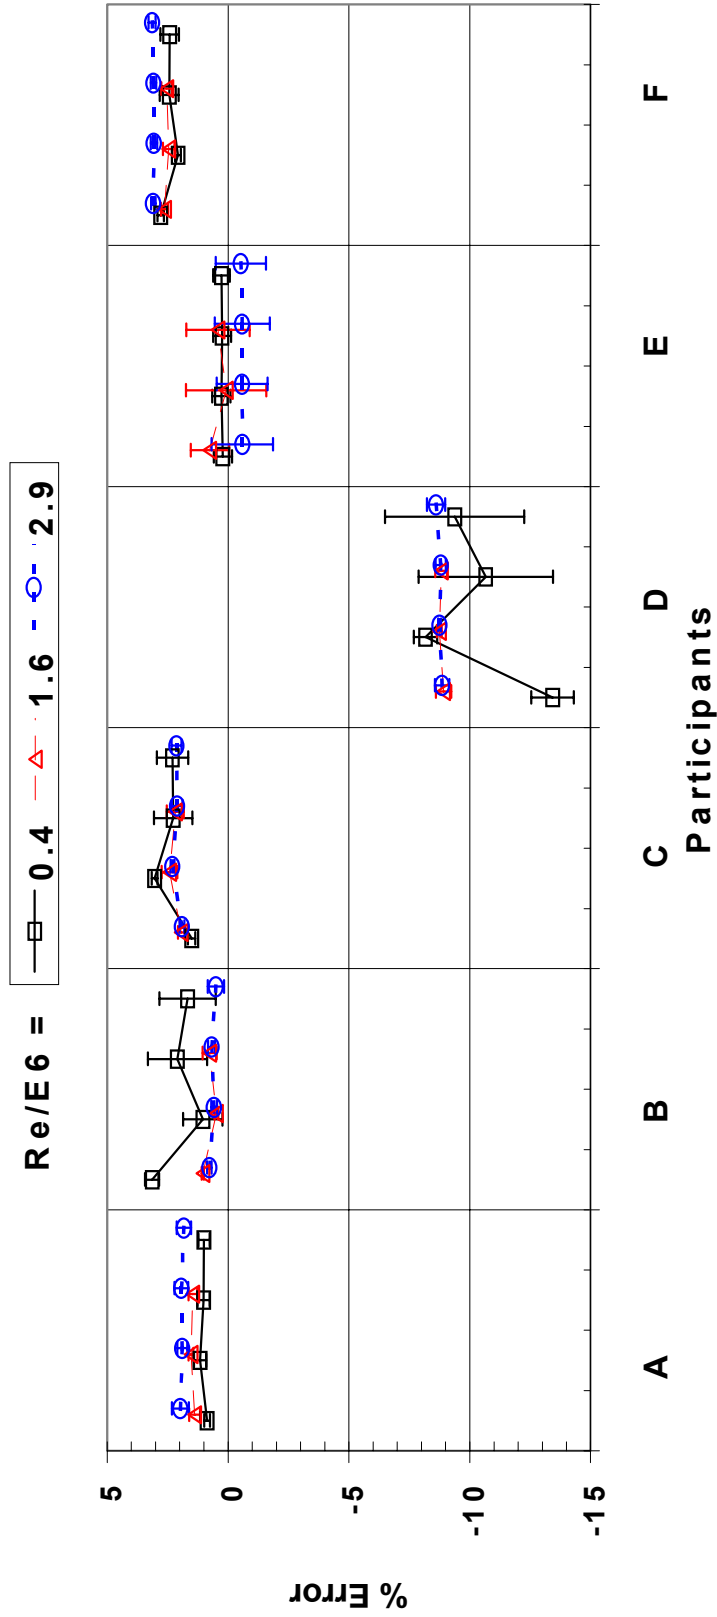 Re/E6 = 0.4 1.6 2.9
5
0
-5
-10
-15
% Error
A B C D E F
Participants